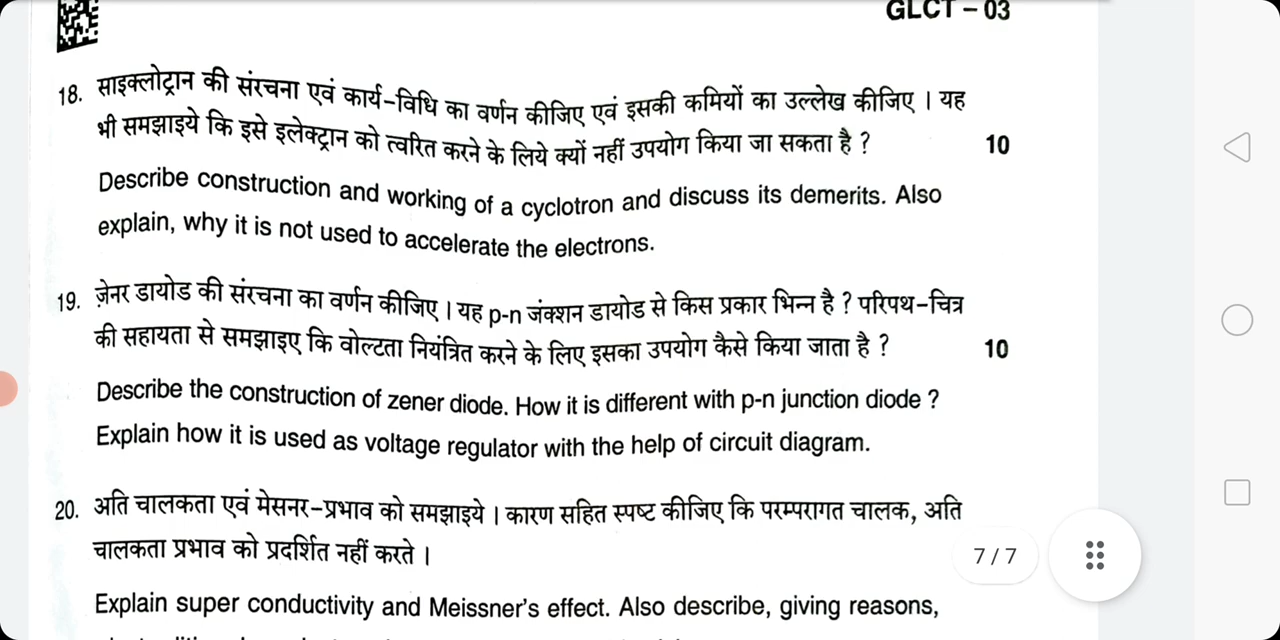 GLCT – 03
18. साइक्लोट्रान की संरचना एवं कार्य-विधि का वर्णन कीजिए एवं इसकी कमियों का उल्लेख कीजिए । यह
भी समझाइये कि इसे इलेक्ट्रान को त्वरित करने के लिये क्यों नहीं उपयोग किया जा सकता है ? 10
Describe construction and working of a cyclotron and discuss its demerits. Also
explain, why it is not used to accelerate the electrons.
19. ज़ेनर डायोड की संरचना का वर्णन कीजिए । यह p-n जंक्शन डायोड से किस प्रकार भिन्न है ? परिपथ-चित्र
की सहायता से समझाइए कि वोल्टता नियंत्रित करने के लिए इसका उपयोग कैसे किया जाता है ? 10
Describe the construction of zener diode. How it is different with p-n junction diode ?
Explain how it is used as voltage regulator with the help of circuit diagram.
20. अति चालकता एवं मेसनर-प्रभाव को समझाइये । कारण सहित स्पष्ट कीजिए कि परम्परागत चालक, अति
चालकता प्रभाव को प्रदर्शित नहीं करते ।
7 / 7
Explain super conductivity and Meissner's effect. Also describe, giving reasons,